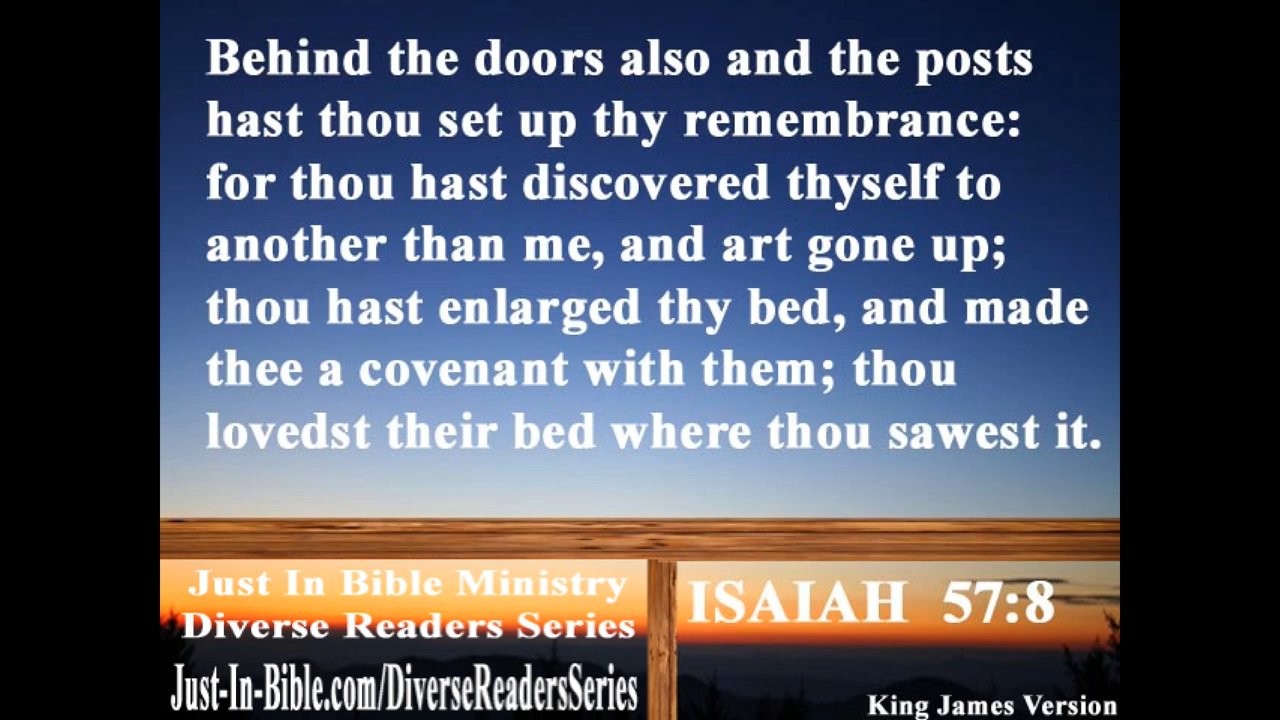 Behind the doors also and the posts
hast thou set up thy remembrance:
for thou hast discovered thyself to
another than me, and art gone up;
thou hast enlarged thy bed, and made
thee a covenant with them; thou
lovedst their bed where thou sawest it.
Just In Bible Ministry
Diverse Readers Series
Just-In-Bible.com/DiverseReadersSeries
ISAIAH 57:8
King James Version